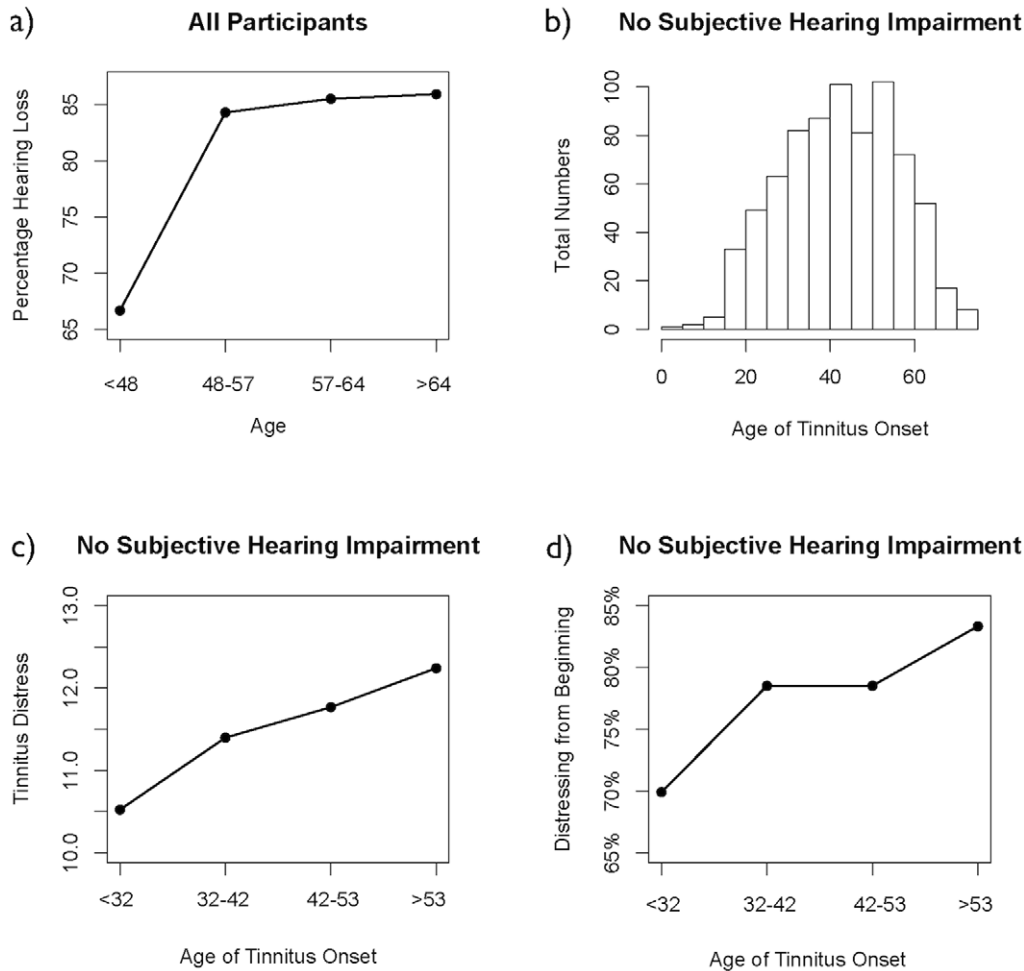 a) All Participants
Percentage Hearing Loss
85
80
75
70
65
<48 48-57 57-64 >64
Age
b) No Subjective Hearing Impairment
Total Numbers
100
80
60
40
20
0
0 20 40 60
Age of Tinnitus Onset
c) No Subjective Hearing Impairment
Tinnitus Distress
13.0
12.0
11.0
10.0
<32 32-42 42-53 >53
Age of Tinnitus Onset
d) No Subjective Hearing Impairment
Distressing from Beginning
85%
80%
75%
70%
65%
<32 32-42 42-53 >53
Age of Tinnitus Onset